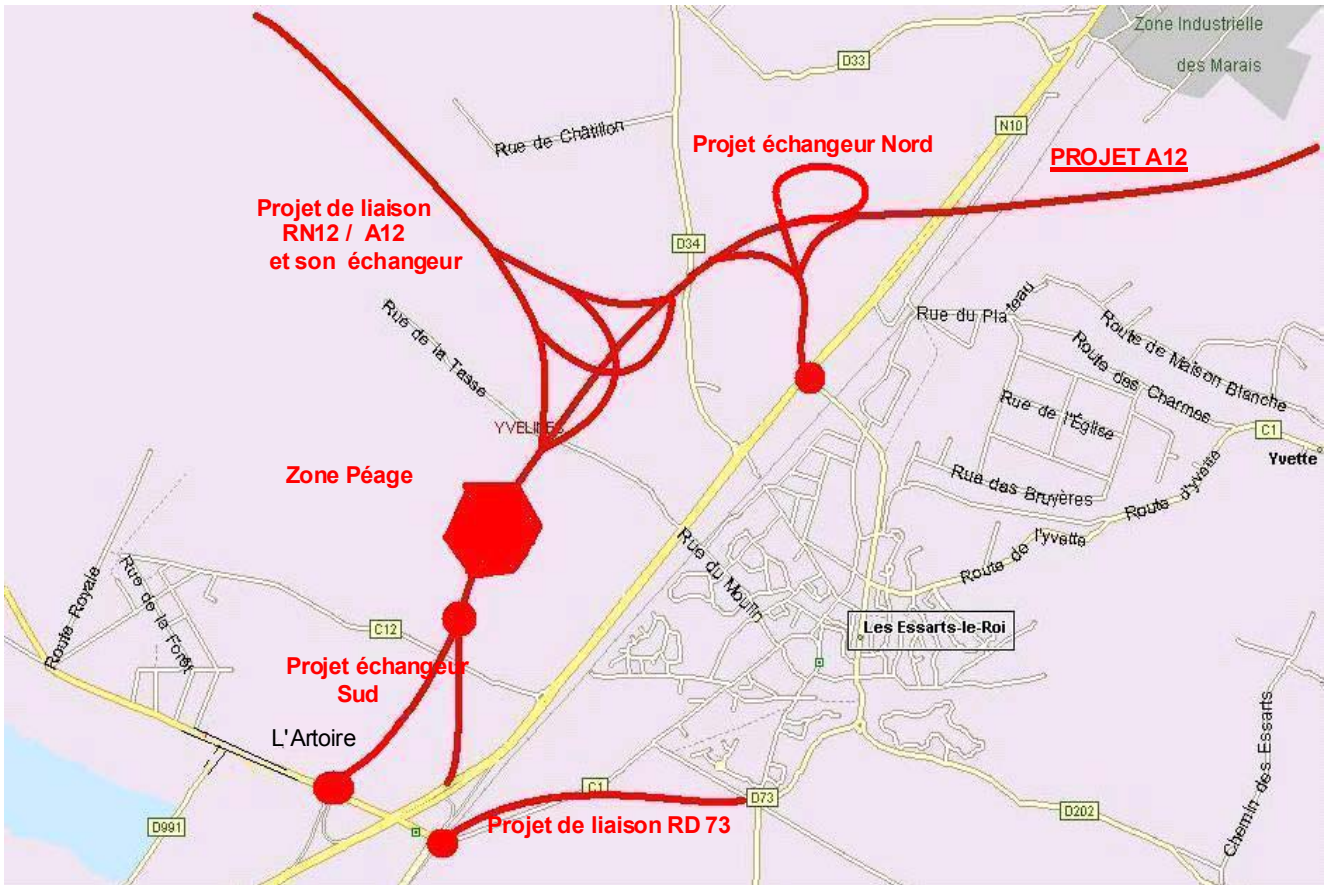 Zone Industrielle
des Marais
D33
N10
Rue de Châtillon
Projet échangeur Nord
PROJET A12
Projet de liaison
RN12 / A12
et son échangeur
D34
Rue du Plateau
Route de Maison Blanche
Route des Charmes
Rue de la Tasse
Rue de l'Église
YVELINES
C1
Yvette
Zone Péage
Rue des Bruyères
Route d'yvette
Route de l'yvette
Rue du Moulin
Route Royale
Rue de la Forêt
C12
Les Essarts-le-Roi
Projet échangeur
Sud
L'Artoire
Chemin des Essarts
C1
D73
D202
D991
Projet de liaison RD 73